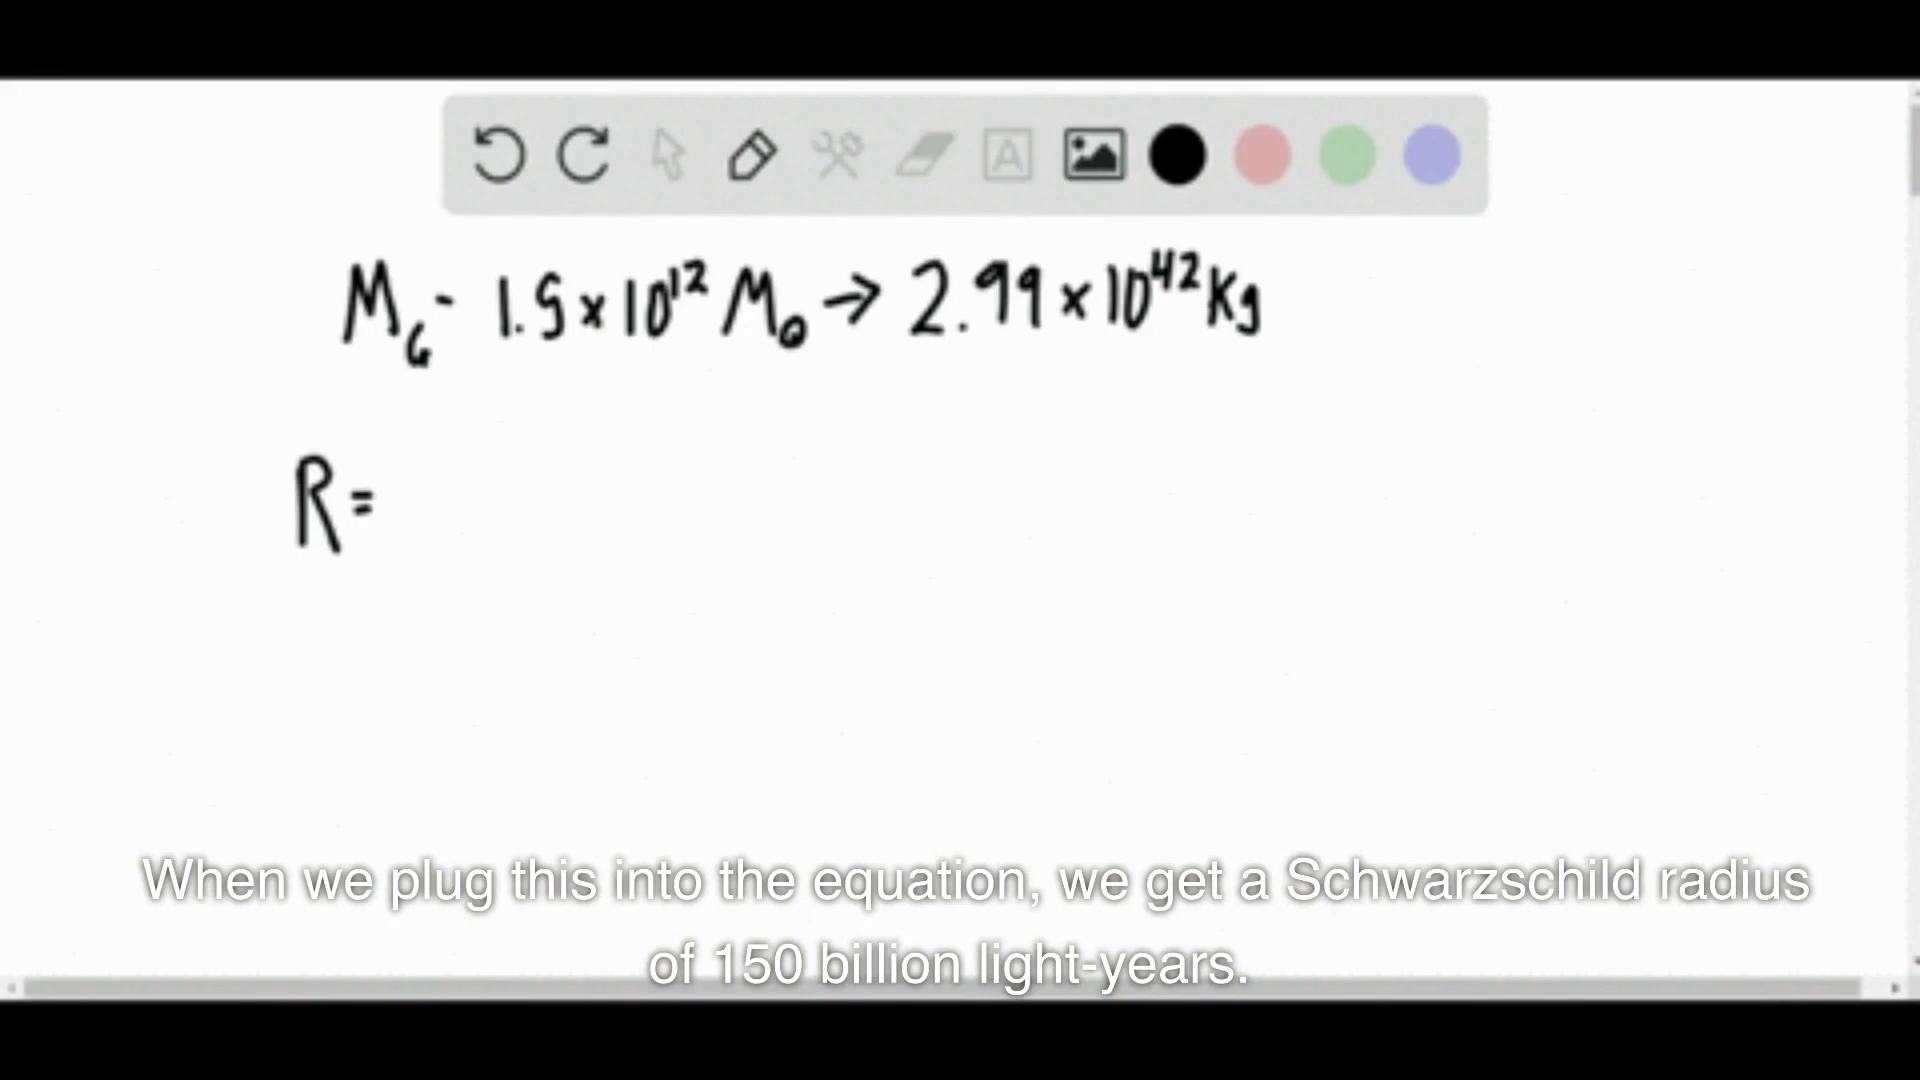 A
M_G - 1.5 × 10^12 M_⊙ → 2.99 × 10^42 Kg
R =
When we plug this into the equation, we get a Schwarzschild radius
of 150 billion light-years.